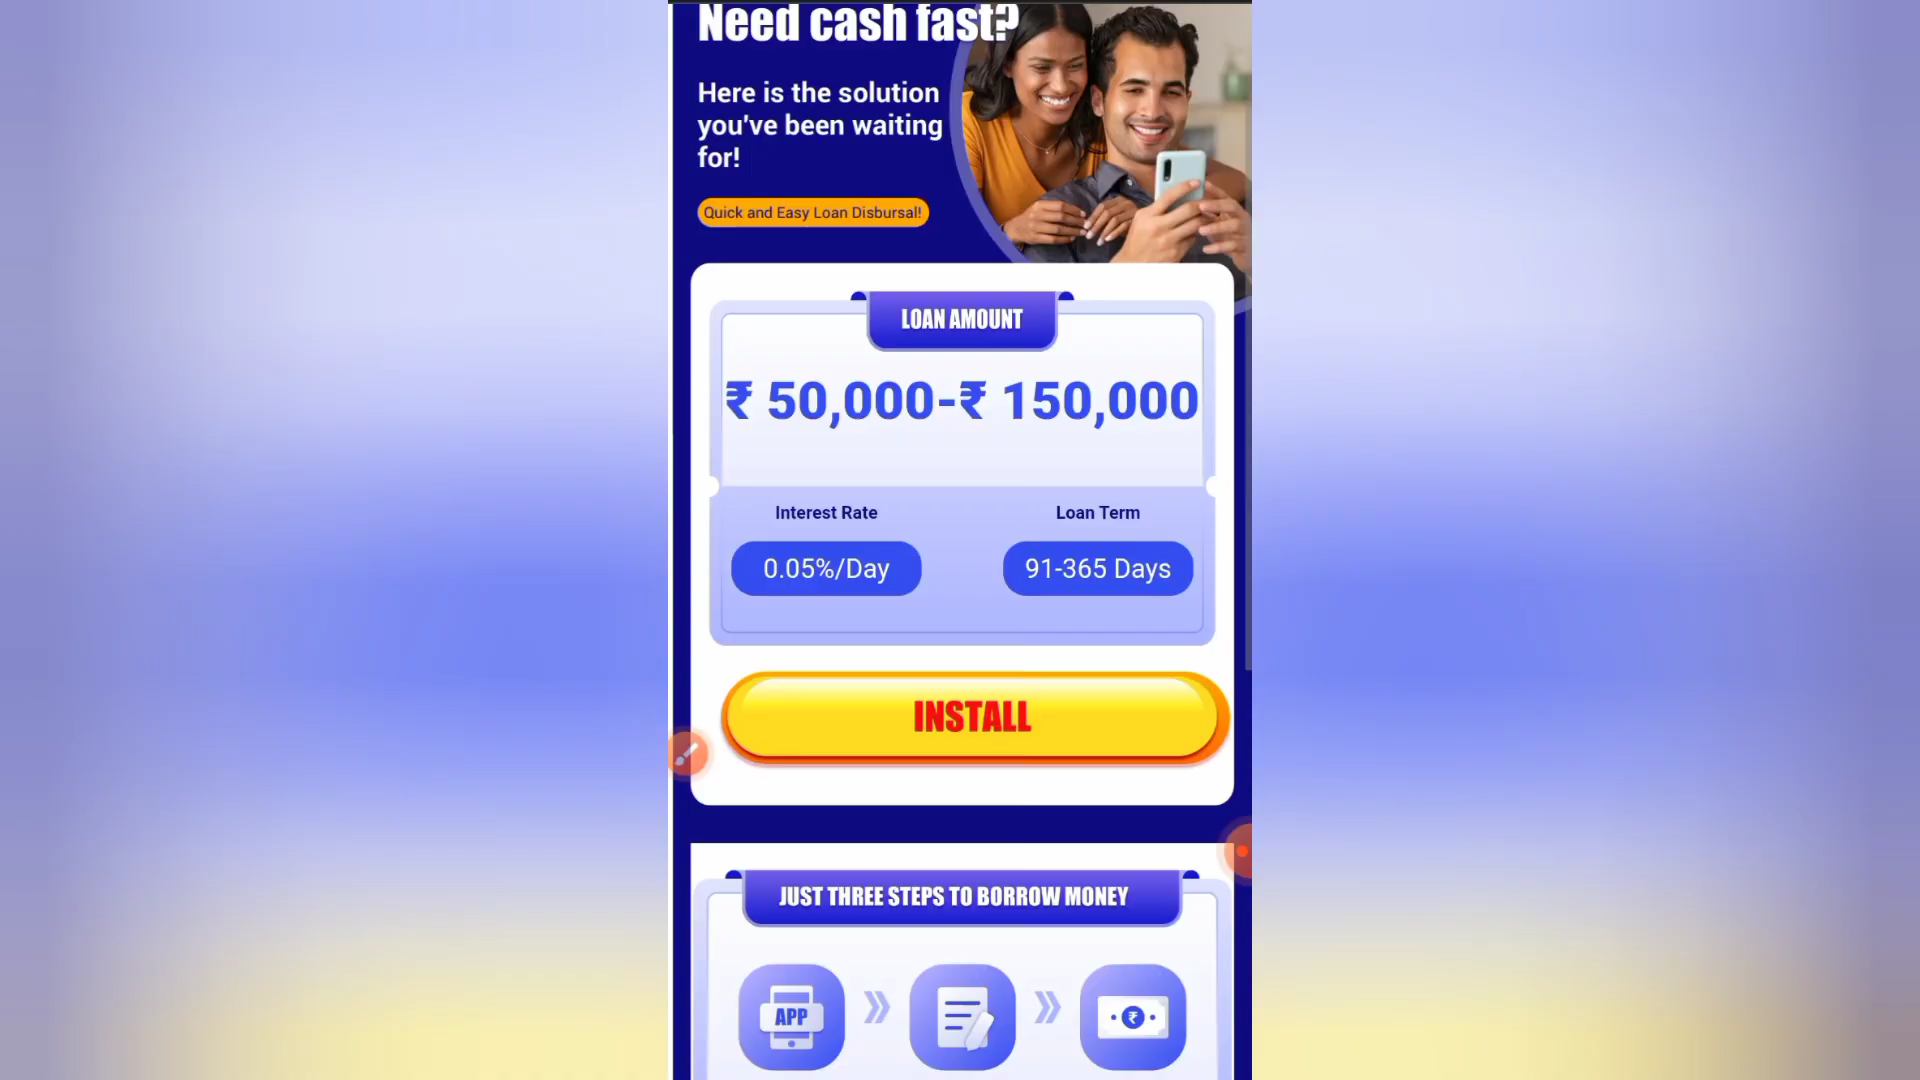 Need cash fast?
Here is the solution
you've been waiting
for!
Quick and Easy Loan Disbursal!
LOAN AMOUNT
₹ 50,000-₹ 150,000
Interest Rate
Loan Term
0.05%/Day
91-365 Days
INSTALL
JUST THREE STEPS TO BORROW MONEY
APP
₹